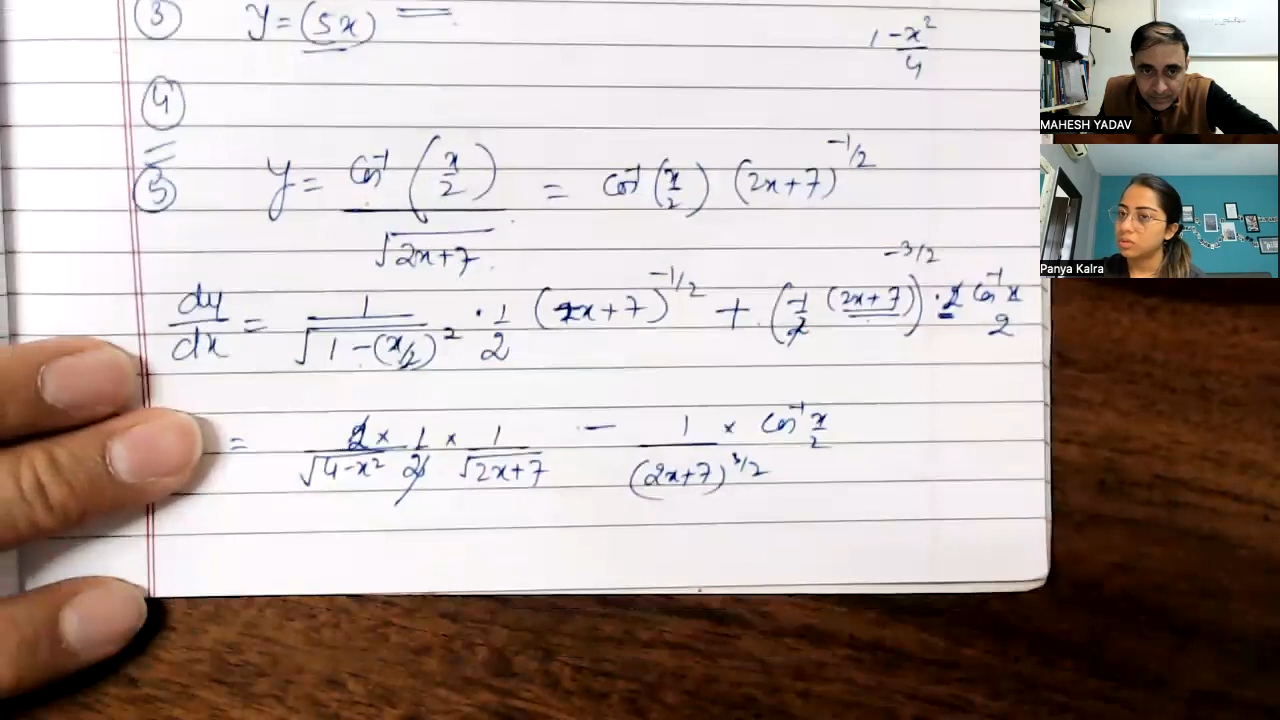 ③ y = (5x)
1 - x²/4
④
⑤ y = cos⁻¹(x/2) / √(2x+7) = cos⁻¹(x/2) (2x+7)^(-1/2)
dy/dx = 1/√(1-(x/2)²) · 1/2 (2x+7)^(-1/2) + (-1/2 (2x+7)^(-3/2)) · 2 cos⁻¹ x/2
= 2/√(4-x²) × 1/2 × 1/√(2x+7) - 1/(2x+7)^(3/2) × cos⁻¹ x/2
MAHESH YADAV
Panya Kalra